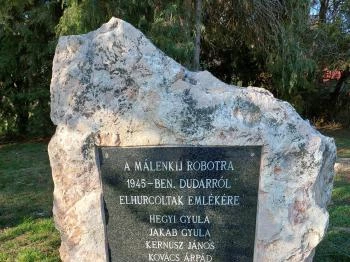 A MÁLENKIJ ROBOTRA
1945-BEN. DUDARRÓL
ELHURCOLTAK EMLÉKÉRE
HEGYI GYULA
JAKAB GYULA
KERNUSZ JÁNOS
KOVÁCS ÁRPÁD